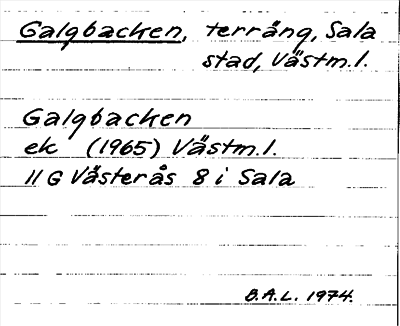 Galgbacken, terräng, Sala
stad, Västm.l.
Galgbacken
ek (1965) Västm.l.
11 G Västerås 8 i Sala
B.A.L. 1974.